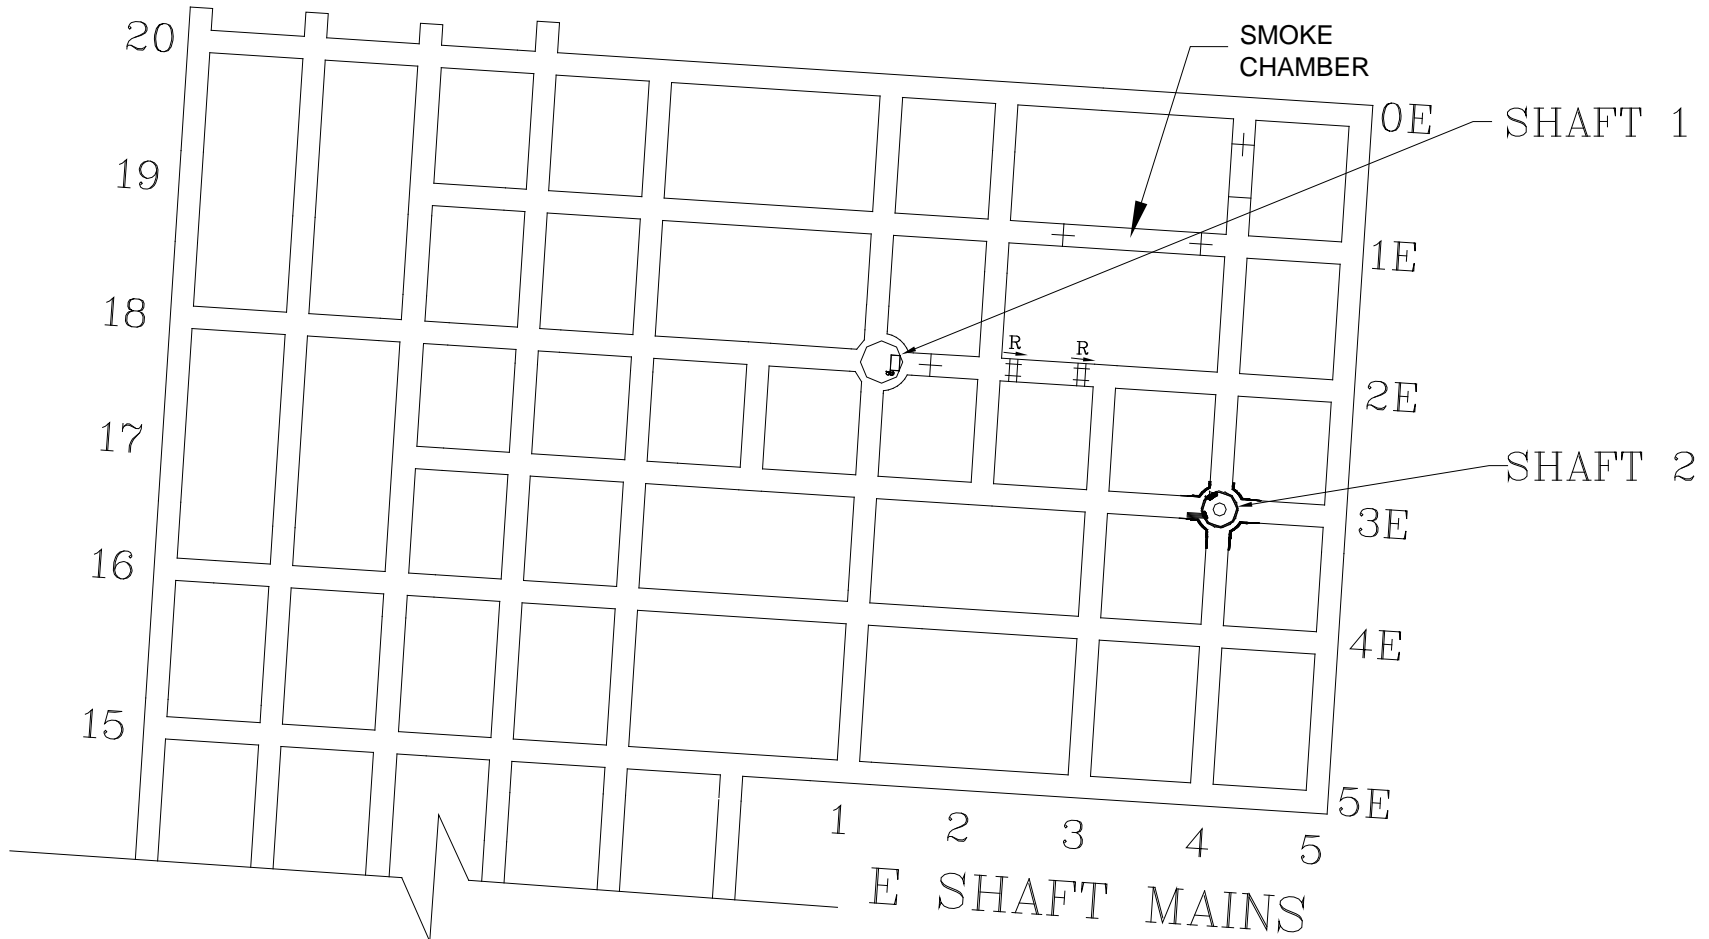 20
SMOKE
CHAMBER
0E
SHAFT 1
19
1E
18
R
R
2E
17
SHAFT 2
3E
16
4E
15
5E
1
2
3
4
5
E SHAFT MAINS